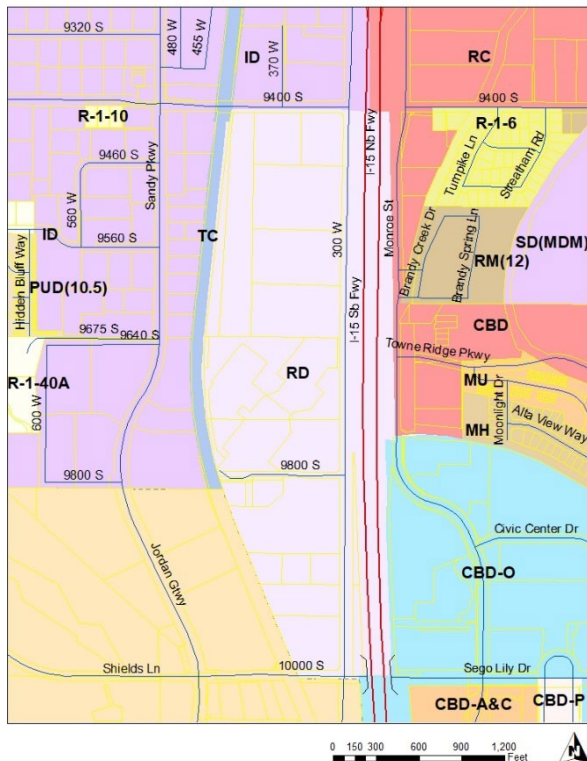 9320 S
480 W
455 W
ID
370 W
I-15 Nb Fwy
RC
9400 S
9400 S
R-1-10
R-1-6
Sandy Pkwy
9460 S
Turnpike Ln
Streatham Rd
560 W
300 W
Monroe St
ID
TC
9560 S
Hidden Bluff Way
PUD(10.5)
Brandy Creek Dr
Brandy Spring Ln
SD(MDM)
RM(12)
I-15 Sb Fwy
9675 S
9640 S
CBD
Towne Ridge Pkwy
R-1-40A
RD
MU
Moonlight Dr
600 W
MH
Alta View Way
9800 S
9800 S
Civic Center Dr
Jordan Gtwy
CBD-O
Shields Ln
10000 S
Sego Lily Dr
CBD-A&C
CBD-P
0 150 300 600 900 1,200
Feet
N